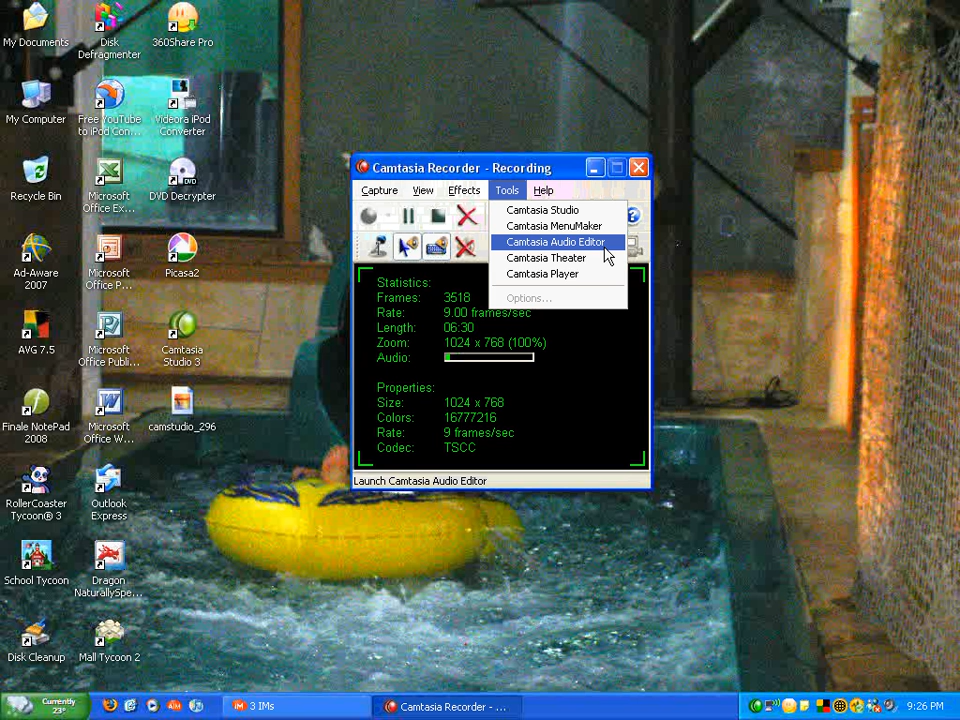 My Documents
Disk
Defragmenter
360Share Pro
My Computer
Free YouTube
to iPod Con...
Videora iPod
Converter
Recycle Bin
Microsoft
Office Ex...
DVD
DVD Decrypter
Ad-Aware
2007
Microsoft
Office P...
Picasa2
AVG 7.5
Microsoft
Office Publ...
Camtasia
Studio 3
Finale NotePad
2008
Microsoft
Office W...
camstudio_296
RollerCoaster
Tycoon® 3
Outlook
Express
School Tycoon
Dragon
NaturallySpe...
Disk Cleanup
Mall Tycoon 2
Camtasia Recorder - Recording
Capture View Effects Tools Help
Camtasia Studio
Camtasia MenuMaker
Camtasia Audio Editor
Camtasia Theater
Camtasia Player
Options...
Statistics:
Frames: 3518
Rate: 9.00 frames/sec
Length: 06:30
Zoom: 1024 x 768 (100%)
Audio:
Properties:
Size: 1024 x 768
Colors: 16777216
Rate: 9 frames/sec
Codec: TSCC
Launch Camtasia Audio Editor
Currently
23°
3 IMs
Camtasia Recorder - ...
9:26 PM